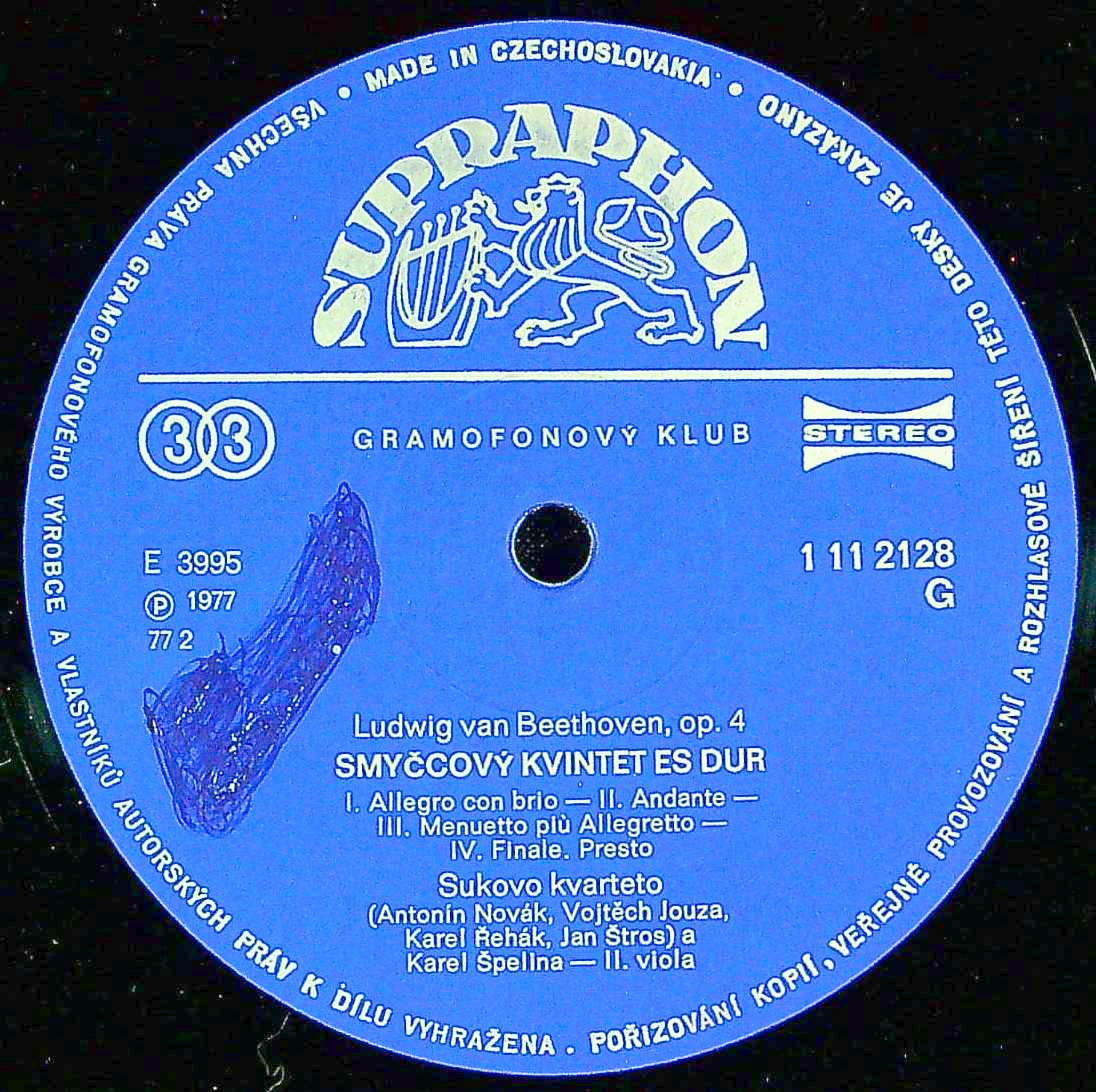 VŠECHNA PRÁVA GRAMOFONOVÉHO VÝROBCE A VLASTNÍKŮ AUTORSKÝCH PRÁV K DÍLU VYHRAŽENA . POŘIZOVÁNÍ KOPIÍ, VEŘEJNÉ PROVOZOVÁNÍ A ROZHLASOVÉ ŠÍŘENÍ TÉTO DESKY JE ZAKÁZÁNO • MADE IN CZECHOSLOVAKIA •
SUPRAPHON
33
GRAMOFONOVÝ KLUB
STEREO
E 3995
Ⓟ 1977
77 2
1 11 2128
G
Ludwig van Beethoven, op. 4
SMYČCOVÝ KVINTET ES DUR
I. Allegro con brio — II. Andante —
III. Menuetto più Allegretto —
IV. Finale. Presto
Sukovo kvarteto
(Antonín Novák, Vojtěch Jouza,
Karel Řehák, Jan Štros) a
Karel Špelina — II. viola